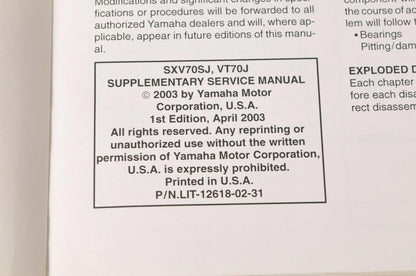 Modifications and significant changes in speci-
fications or procedures will be forwarded to all
authorized Yamaha dealers and will, where ap-
plicable, appear in future editions of this manu-
al.
SXV70SJ, VT70J
SUPPLEMENTARY SERVICE MANUAL
© 2003 by Yamaha Motor
Corporation, U.S.A.
1st Edition, April 2003
All rights reserved. Any reprinting or
unauthorized use without the written
permission of Yamaha Motor Corporation,
U.S.A. is expressly prohibited.
Printed in U.S.A.
P/N.LIT-12618-02-31
the course of ac
lem will follow t
• Bearings
Pitting/dam
EXPLODED D
Each chapter
fore each disa
rect disassem